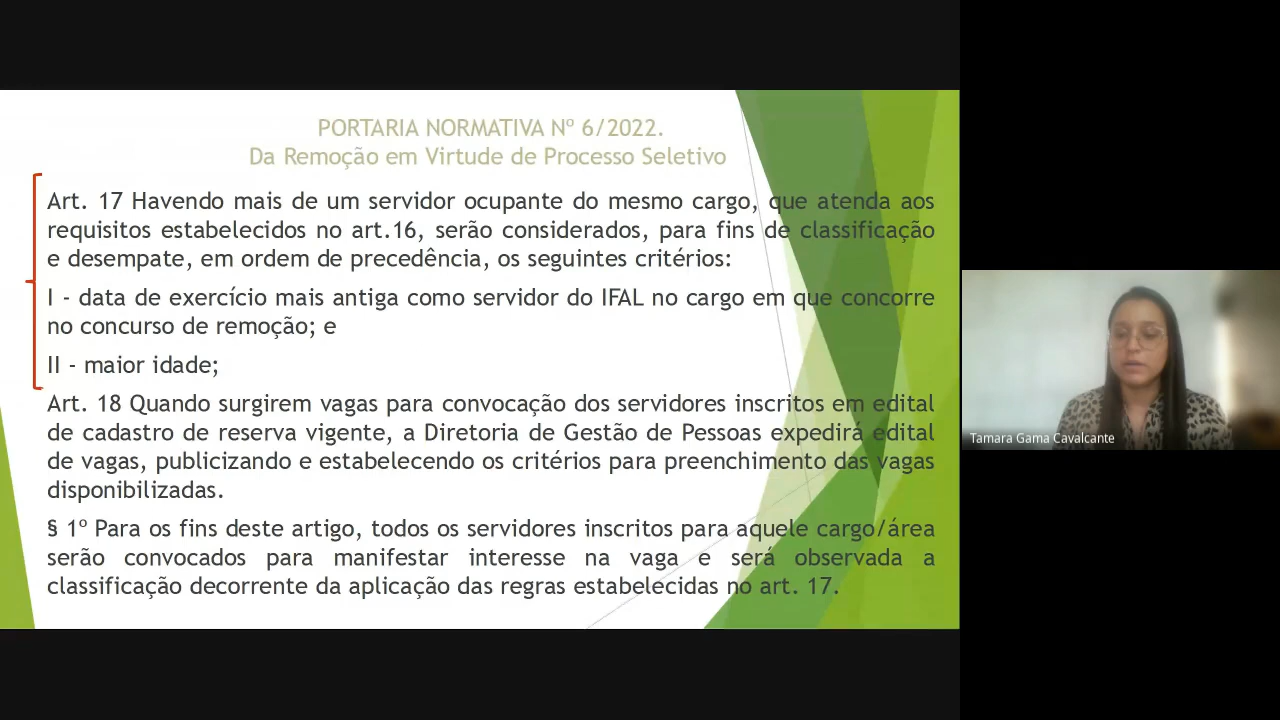 PORTARIA NORMATIVA Nº 6/2022.
Da Remoção em Virtude de Processo Seletivo
Art. 17 Havendo mais de um servidor ocupante do mesmo cargo, que atenda aos
requisitos estabelecidos no art.16, serão considerados, para fins de classificação
e desempate, em ordem de precedência, os seguintes critérios:
I - data de exercício mais antiga como servidor do IFAL no cargo em que concorre
no concurso de remoção; e
II - maior idade;
Art. 18 Quando surgirem vagas para convocação dos servidores inscritos em edital
de cadastro de reserva vigente, a Diretoria de Gestão de Pessoas expedirá edital
de vagas, publicizando e estabelecendo os critérios para preenchimento das vagas
disponibilizadas.
§ 1º Para os fins deste artigo, todos os servidores inscritos para aquele cargo/área
serão convocados para manifestar interesse na vaga e será observada a
classificação decorrente da aplicação das regras estabelecidas no art. 17.
Tamara Gama Cavalcante